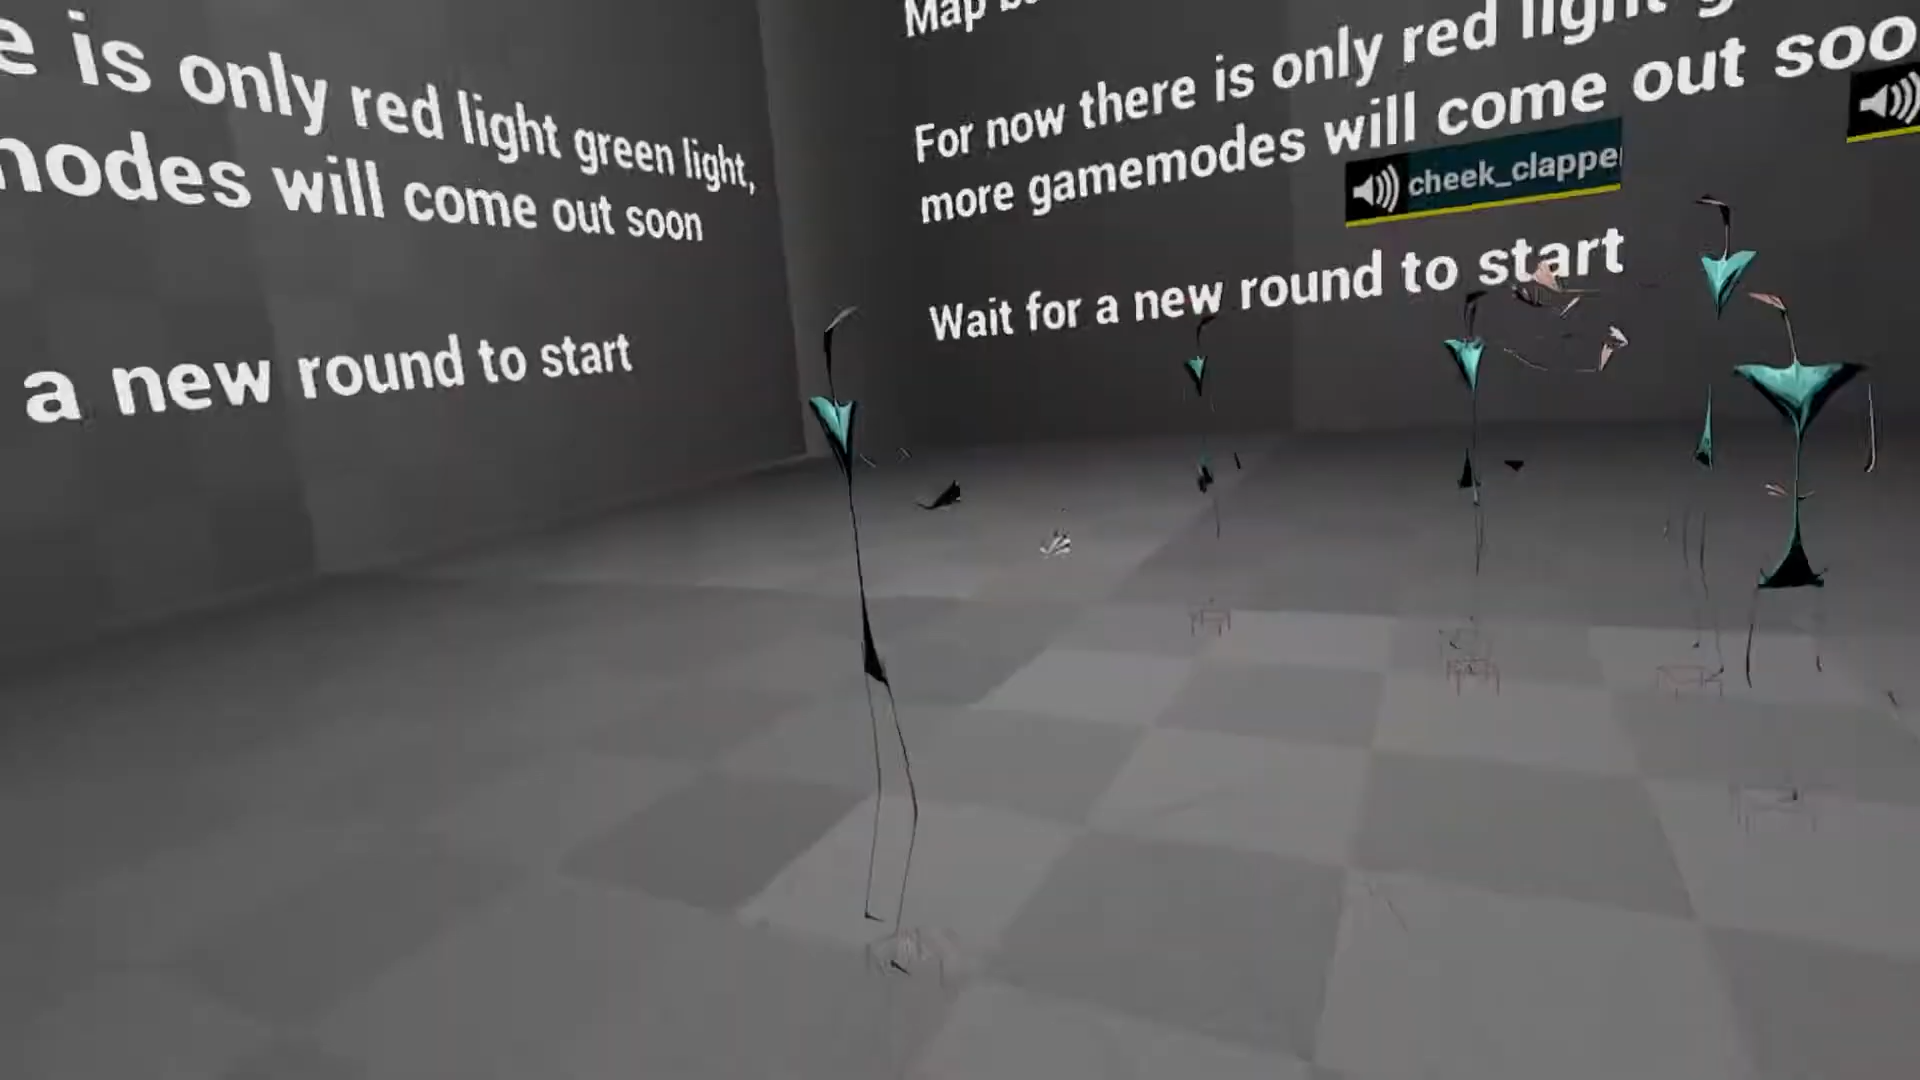 e is only red light green light,
modes will come out soon
a new round to start
Map
For now there is only red light
more gamemodes will come out soo
cheek_clappe
Wait for a new round to start